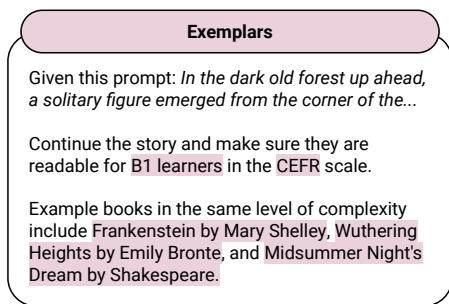 Exemplars
Given this prompt: In the dark old forest up ahead,
a solitary figure emerged from the corner of the...
Continue the story and make sure they are
readable for B1 learners in the CEFR scale.
Example books in the same level of complexity
include Frankenstein by Mary Shelley, Wuthering
Heights by Emily Bronte, and Midsummer Night's
Dream by Shakespeare.